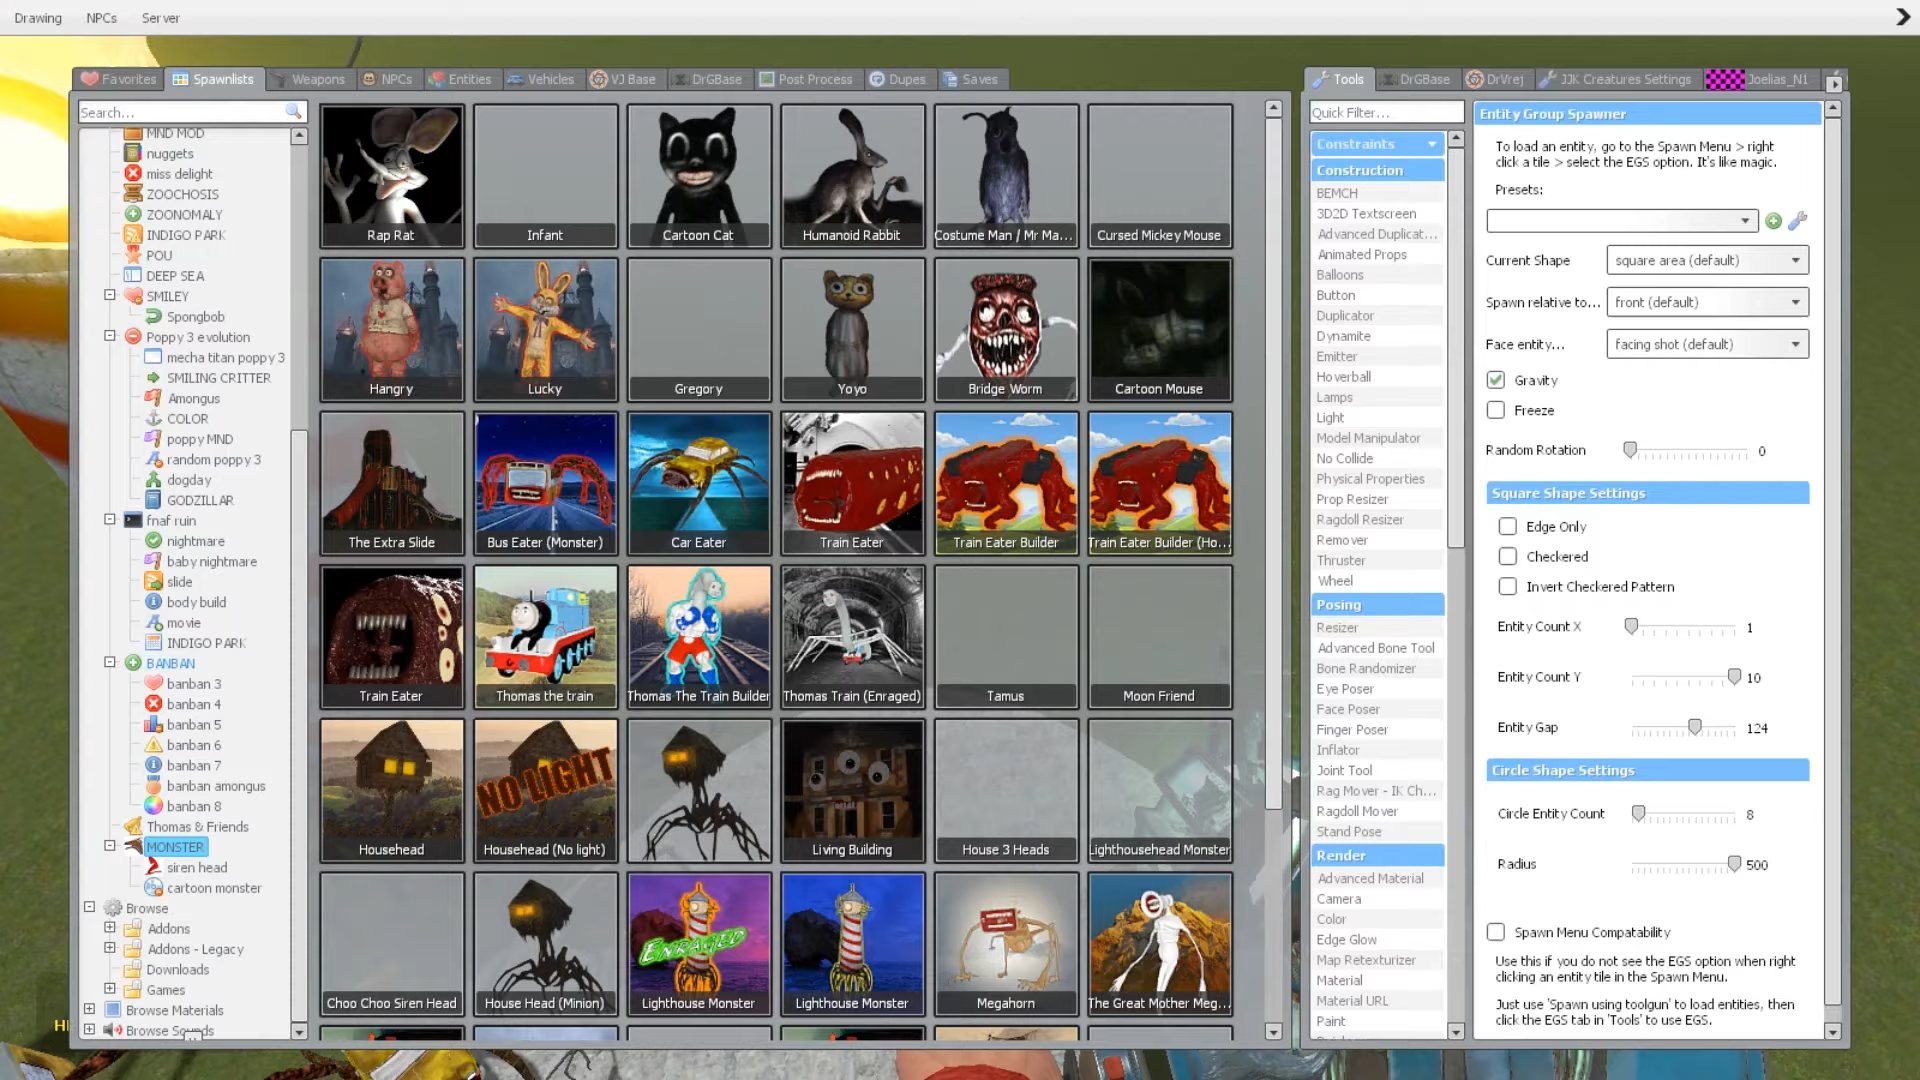 Drawing NPCs Server
Favorites Spawnlists Weapons NPCs Entities Vehicles VJ Base DrGBase Post Process Dupes Saves
Search...
MND MOD
nuggets
miss delight
ZOOCHOSIS
ZOONOMALY
INDIGO PARK
POU
DEEP SEA
SMILEY
Spongbob
Poppy 3 evolution
mecha titan poppy 3
SMILING CRITTER
Amongus
COLOR
poppy MND
random poppy 3
dogday
GODZILLAR
fnaf ruin
nightmare
baby nightmare
slide
body build
movie
INDIGO PARK
BANBAN
banban 3
banban 4
banban 5
banban 6
banban 7
banban amongus
banban 8
Thomas & Friends
MONSTER
siren head
cartoon monster
Browse
Addons
Addons - Legacy
Downloads
Games
Browse Materials
Browse Sounds
Rap Rat Infant Cartoon Cat Humanoid Rabbit Costume Man / Mr Ma... Cursed Mickey Mouse
Hangry Lucky Gregory Yoyo Bridge Worm Cartoon Mouse
The Extra Slide Bus Eater (Monster) Car Eater Train Eater Train Eater Builder Train Eater Builder (Ho...
Train Eater Thomas the train Thomas The Train Builder Thomas Train (Enraged) Tamus Moon Friend
NO LIGHT
Househead Househead (No light) Living Building House 3 Heads Lighthousehead Monster
ENRAGED
Choo Choo Siren Head House Head (Minion) Lighthouse Monster Lighthouse Monster Megahorn The Great Mother Meg...
Tools DrGBase DrVrej JJK Creatures Settings Joelias_N1
Quick Filter...
Constraints
Construction
BEMCH
3D2D Textscreen
Advanced Duplicat...
Animated Props
Balloons
Button
Duplicator
Dynamite
Emitter
Hoverball
Lamps
Light
Model Manipulator
No Collide
Physical Properties
Prop Resizer
Ragdoll Resizer
Remover
Thruster
Wheel
Posing
Resizer
Advanced Bone Tool
Bone Randomizer
Eye Poser
Face Poser
Finger Poser
Inflator
Joint Tool
Rag Mover - IK Ch...
Ragdoll Mover
Stand Pose
Render
Advanced Material
Camera
Color
Edge Glow
Map Retexturizer
Material
Material URL
Paint
Entity Group Spawner
To load an entity, go to the Spawn Menu > right
click a tile > select the EGS option. It's like magic.
Presets:
Current Shape square area (default)
Spawn relative to... front (default)
Face entity... facing shot (default)
Gravity
Freeze
Random Rotation 0
Square Shape Settings
Edge Only
Checkered
Invert Checkered Pattern
Entity Count X 1
Entity Count Y 10
Entity Gap 124
Circle Shape Settings
Circle Entity Count 8
Radius 500
Spawn Menu Compatability
Use this if you do not see the EGS option when right
clicking an entity tile in the Spawn Menu.
Just use 'Spawn using toolgun' to load entities, then
click the EGS tab in 'Tools' to use EGS.